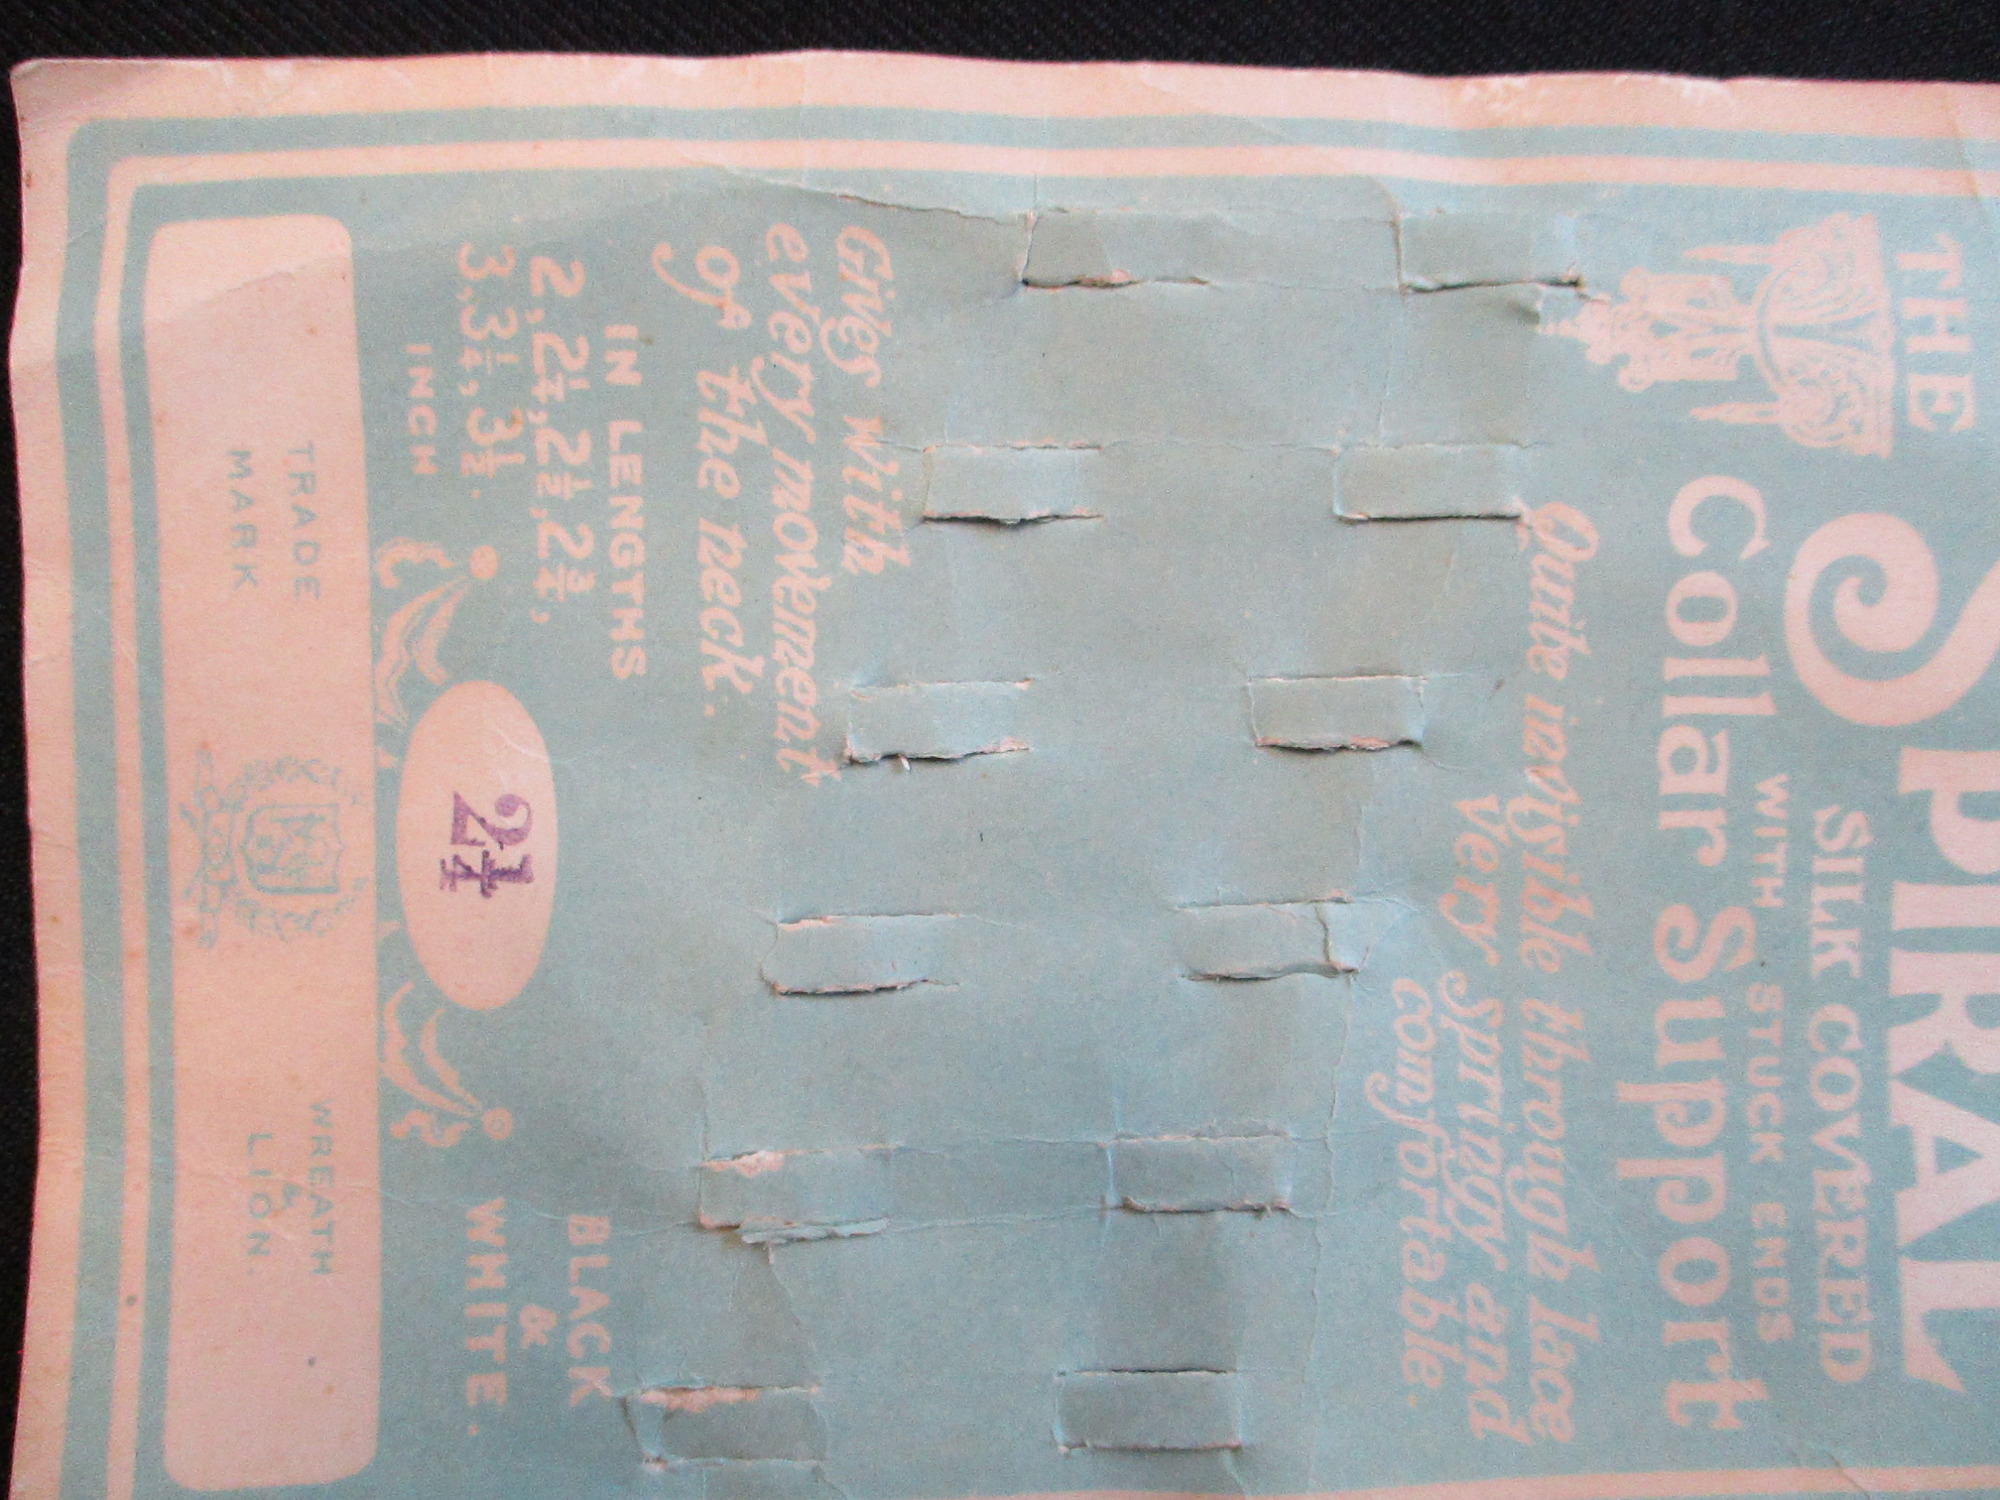 THE
SPIRAL
SILK COVERED
WITH STUCK ENDS
Collar Support
Quite invisible through lace
Very springy and
comfortable.
Gives with
every movement
of the neck.
IN LENGTHS
2, 2¼, 2½, 2¾,
3, 3¼, 3½.
INCH
2¼
BLACK
&
WHITE.
TRADE
MARK
WREATH
&
LION.